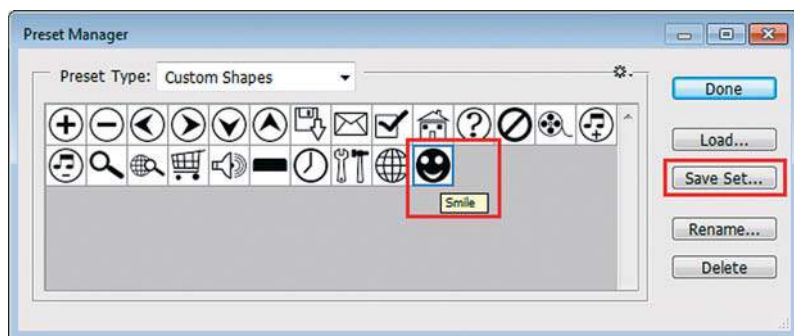 Preset Manager
Preset Type: Custom Shapes
Done
Load...
Save Set...
Smile
Rename...
Delete